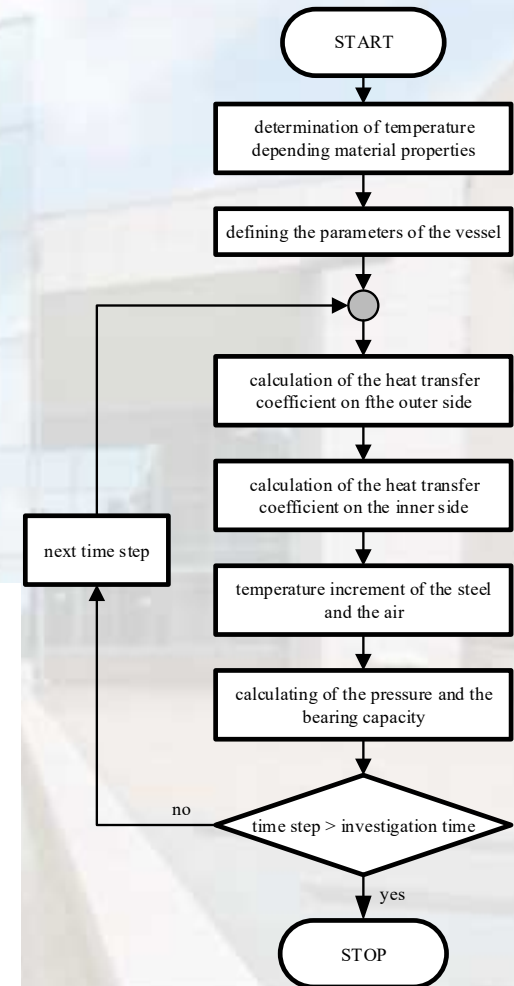 START
determination of temperature
depending material properties
defining the parameters of the vessel
calculation of the heat transfer
coefficient on fthe outer side
calculation of the heat transfer
coefficient on the inner side
next time step
temperature increment of the steel
and the air
calculating of the pressure and the
bearing capacity
no
time step > investigation time
yes
STOP